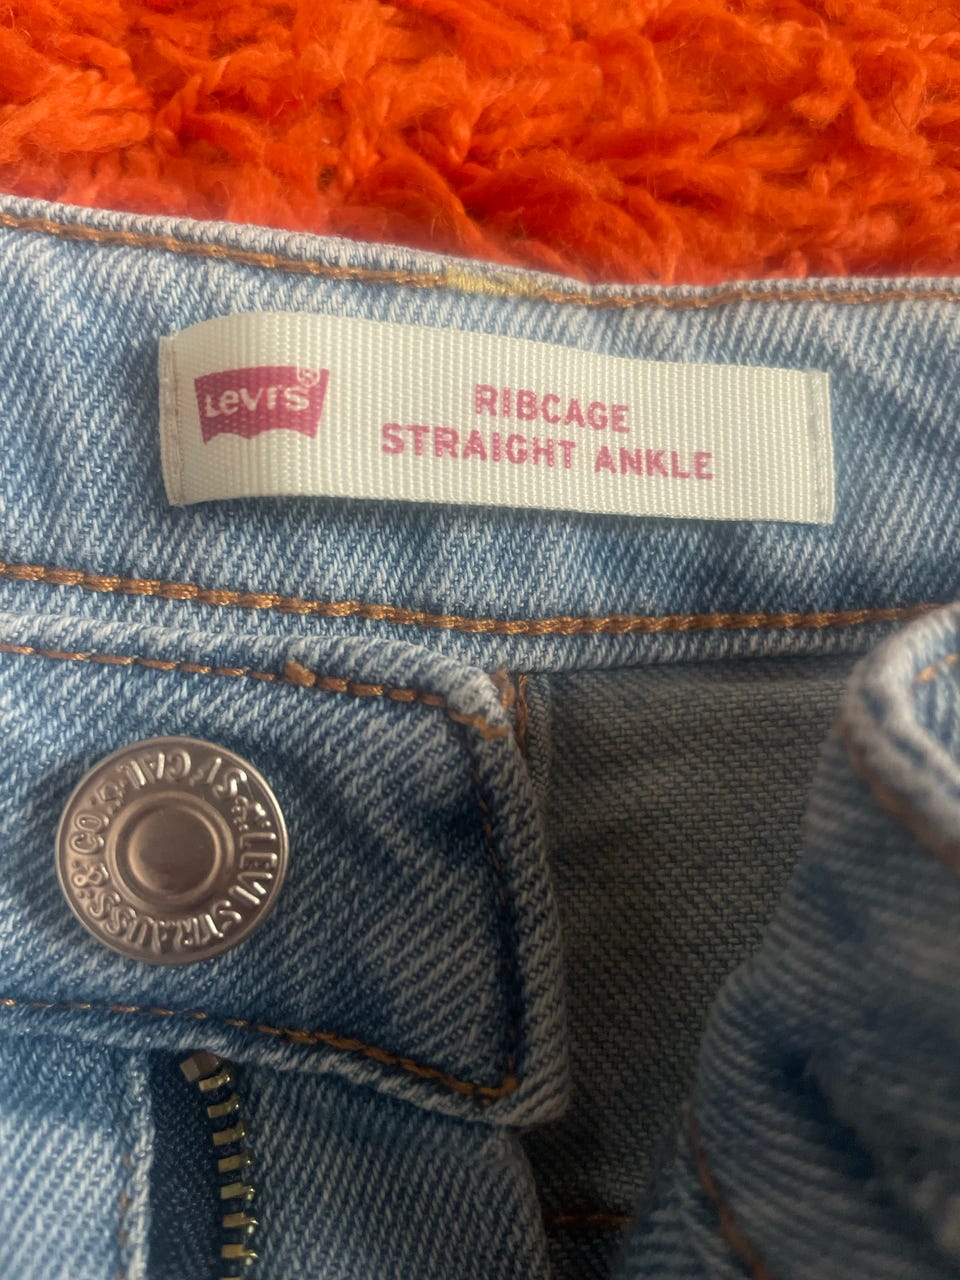 Levi's®
RIBCAGE
STRAIGHT ANKLE
LEVI STRAUSS & CO. S.F. CAL.